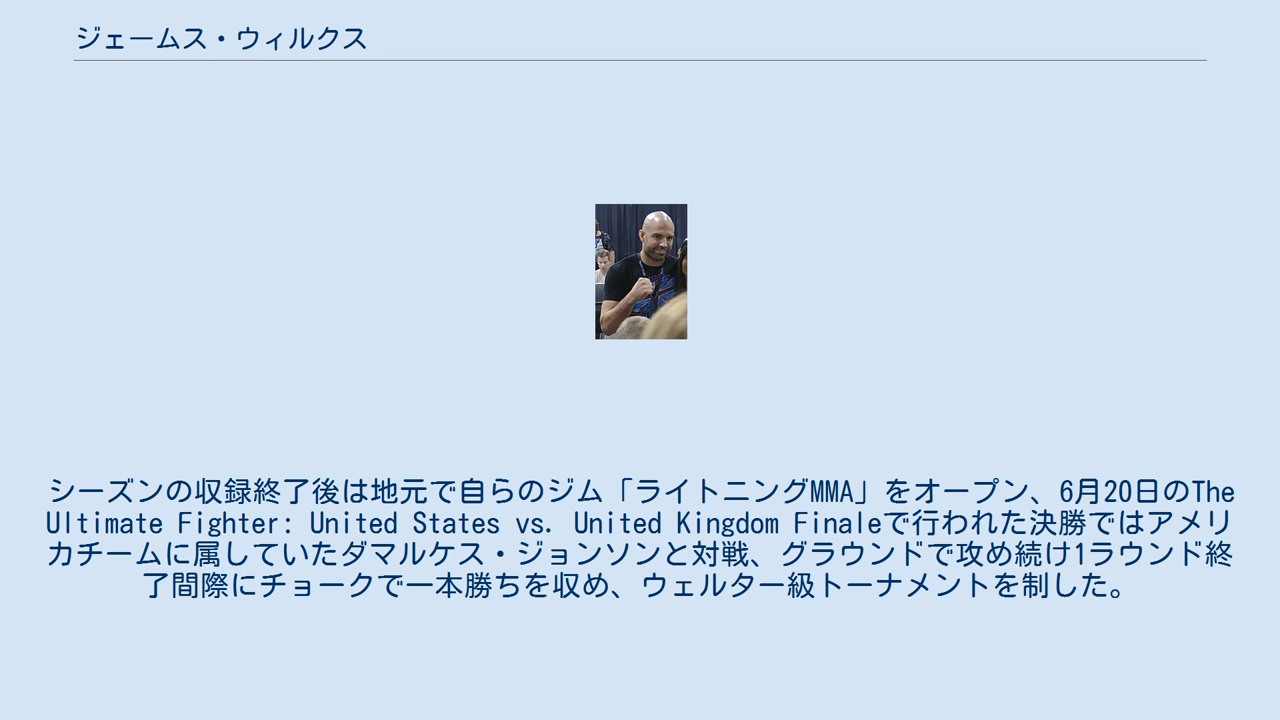 ジェームス・ウィルクス
シーズンの収録終了後は地元で自らのジム「ライトニングMMA」をオープン、6月20日のThe
Ultimate Fighter: United States vs. United Kingdom Finaleで行われた決勝ではアメリ
カチームに属していたダマルケス・ジョンソンと対戦、グラウンドで攻め続け1ラウンド終
了間際にチョークで一本勝ちを収め、ウェルター級トーナメントを制した。